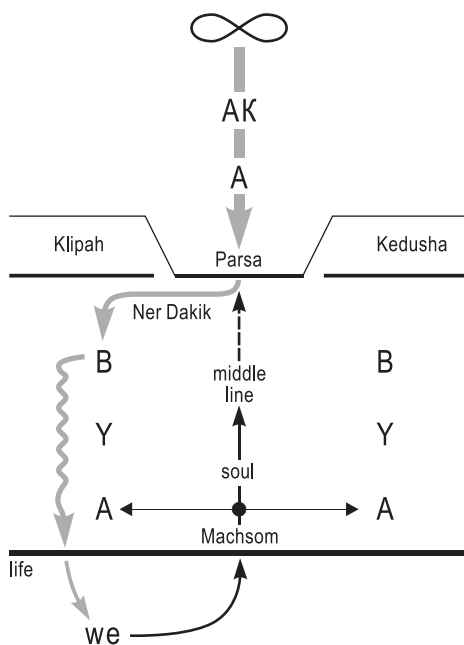 AK
A
Klipah
Parsa
Kedusha
Ner Dakik
B
B
middle
line
Y
Y
soul
A
A
Machsom
life
we